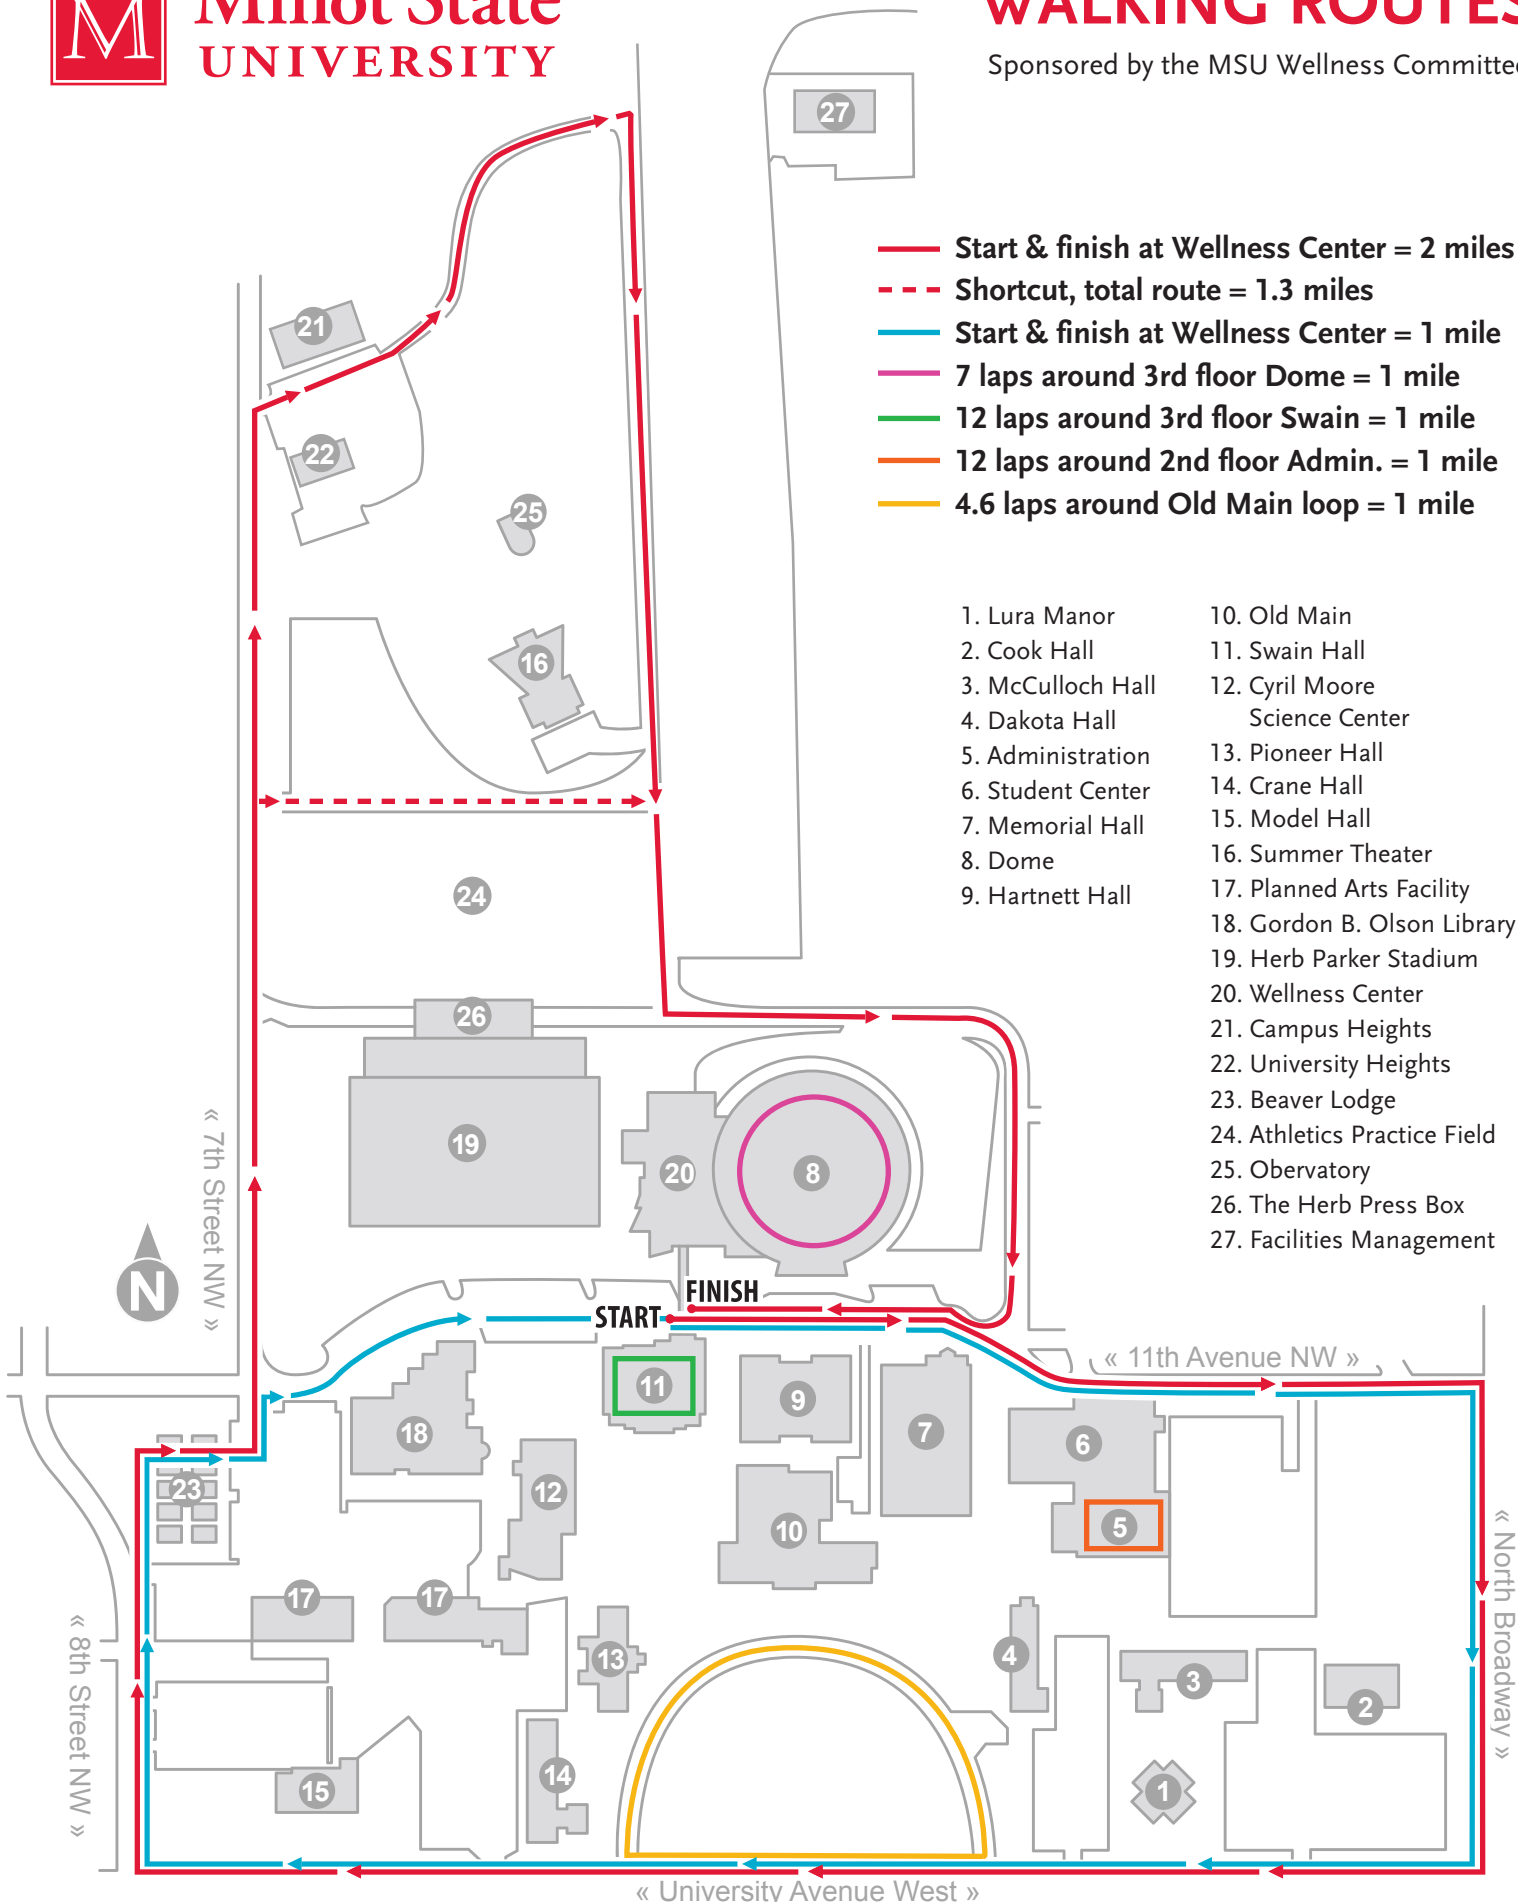 M
Minot State
UNIVERSITY
WALKING ROUTES
Sponsored by the MSU Wellness Committee
Start & finish at Wellness Center = 2 miles
Shortcut, total route = 1.3 miles
Start & finish at Wellness Center = 1 mile
7 laps around 3rd floor Dome = 1 mile
12 laps around 3rd floor Swain = 1 mile
12 laps around 2nd floor Admin. = 1 mile
4.6 laps around Old Main loop = 1 mile
1. Lura Manor
2. Cook Hall
3. McCulloch Hall
4. Dakota Hall
5. Administration
6. Student Center
7. Memorial Hall
8. Dome
9. Hartnett Hall
10. Old Main
11. Swain Hall
12. Cyril Moore
Science Center
13. Pioneer Hall
14. Crane Hall
15. Model Hall
16. Summer Theater
17. Planned Arts Facility
18. Gordon B. Olson Library
19. Herb Parker Stadium
20. Wellness Center
21. Campus Heights
22. University Heights
23. Beaver Lodge
24. Athletics Practice Field
25. Obervatory
26. The Herb Press Box
27. Facilities Management
27
21
22
25
16
24
26
19
20
8
« 7th Street NW »
N
FINISH
START
« 11th Avenue NW »
11
9
7
18
6
23
12
10
5
« North Broadway »
17
17
13
4
3
2
« 8th Street NW »
15
14
1
« University Avenue West »